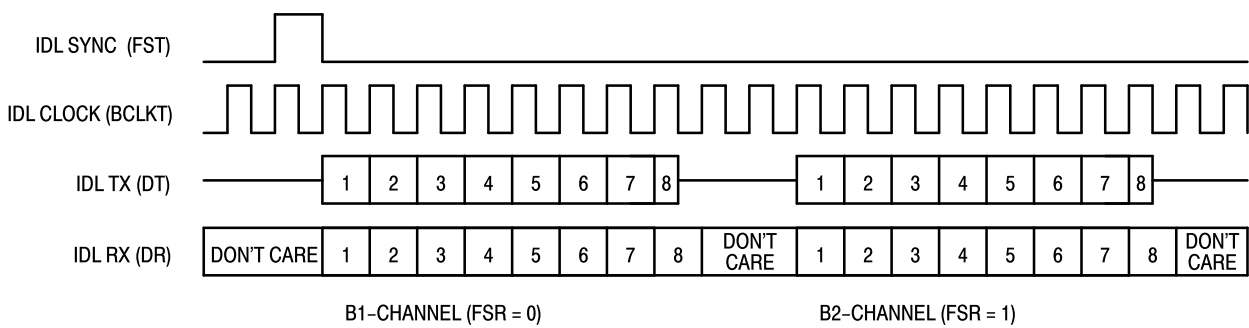 IDL SYNC (FST)
IDL CLOCK (BCLKT)
IDL TX (DT) 1 2 3 4 5 6 7 8 1 2 3 4 5 6 7 8
IDL RX (DR) DON'T CARE 1 2 3 4 5 6 7 8 DON'T CARE 1 2 3 4 5 6 7 8 DON'T CARE
B1–CHANNEL (FSR = 0) B2–CHANNEL (FSR = 1)